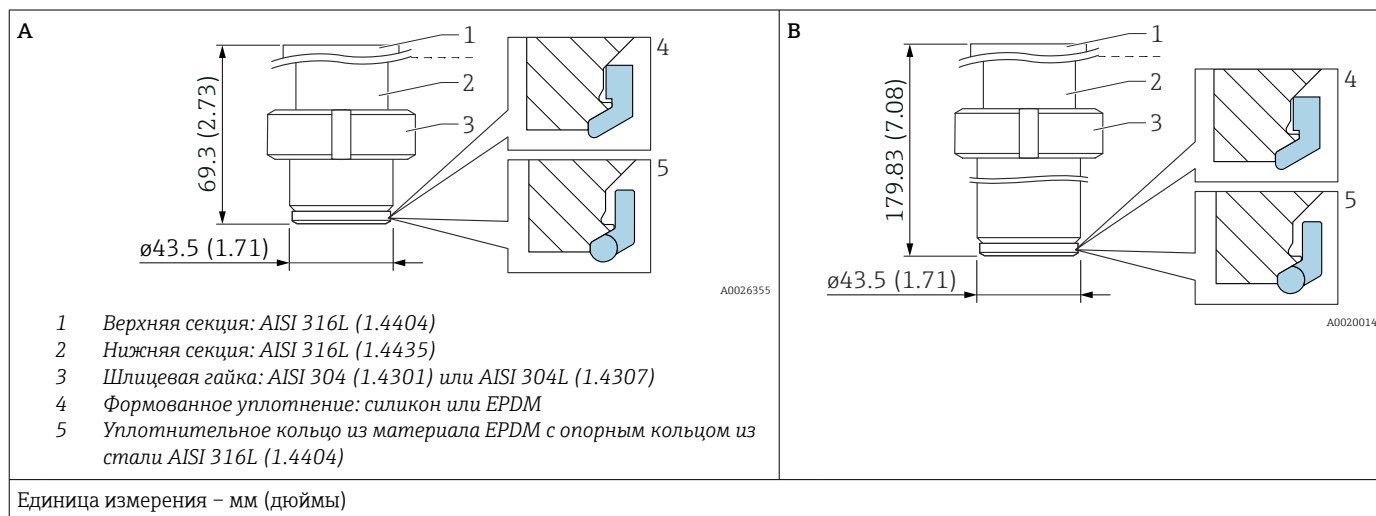 A
69.3 (2.73)
ø43.5 (1.71)
1
2
3
4
5
A0026355
1 Верхняя секция: AISI 316L (1.4404)
2 Нижняя секция: AISI 316L (1.4435)
3 Шлицевая гайка: AISI 304 (1.4301) или AISI 304L (1.4307)
4 Формованное уплотнение: силикон или EPDM
5 Уплотнительное кольцо из материала EPDM с опорным кольцом из
стали AISI 316L (1.4404)
B
179.83 (7.08)
ø43.5 (1.71)
1
2
3
4
5
A0020014
Единица измерения – мм (дюймы)